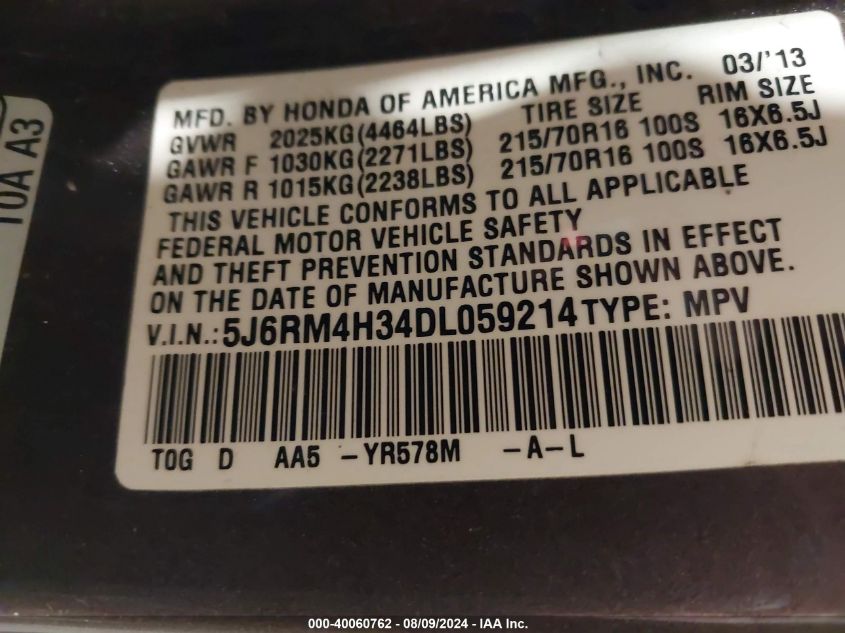 MFD. BY HONDA OF AMERICA MFG., INC. 03/'13
GVWR 2025KG(4464LBS) TIRE SIZE RIM SIZE
GAWR F 1030KG(2271LBS) 215/70R16 100S 16X6.5J
GAWR R 1015KG(2238LBS) 215/70R16 100S 16X6.5J
THIS VEHICLE CONFORMS TO ALL APPLICABLE
FEDERAL MOTOR VEHICLE SAFETY
AND THEFT PREVENTION STANDARDS IN EFFECT
ON THE DATE OF MANUFACTURE SHOWN ABOVE.
V.I.N.: 5J6RM4H34DL059214 TYPE: MPV
T0G D AA5 -YR578M -A-L
10A A3
000-40060762 - 08/09/2024 - IAA Inc.